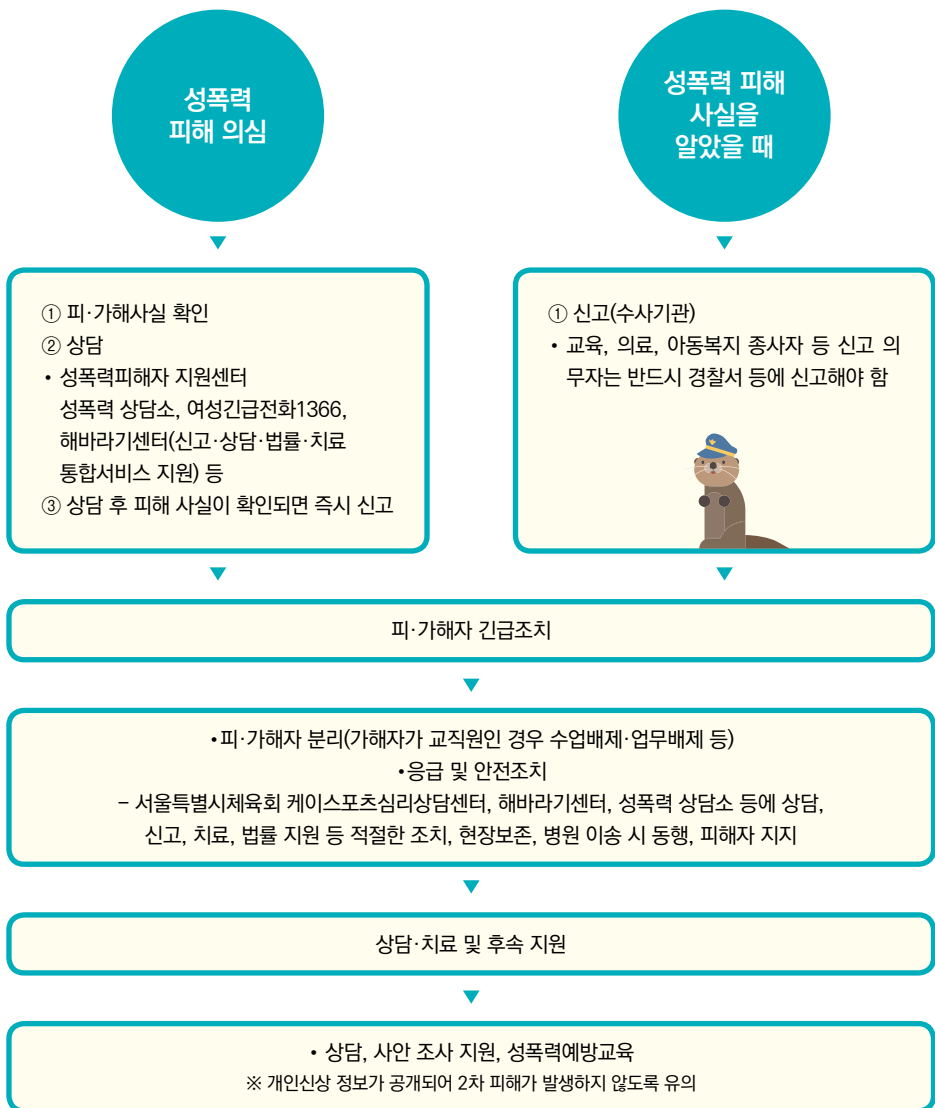 성폭력
피해 의심
성폭력 피해
사실을
알았을 때
① 피·가해사실 확인
② 상담
• 성폭력피해자 지원센터
성폭력 상담소, 여성긴급전화1366,
해바라기센터(신고·상담·법률·치료
통합서비스 지원) 등
③ 상담 후 피해 사실이 확인되면 즉시 신고
① 신고(수사기관)
• 교육, 의료, 아동복지 종사자 등 신고 의
무자는 반드시 경찰서 등에 신고해야 함
피·가해자 긴급조치
•피·가해자 분리(가해자가 교직원인 경우 수업배제·업무배제 등)
•응급 및 안전조치
- 서울특별시체육회 케이스포츠심리상담센터, 해바라기센터, 성폭력 상담소 등에 상담,
신고, 치료, 법률 지원 등 적절한 조치, 현장보존, 병원 이송 시 동행, 피해자 지지
상담·치료 및 후속 지원
• 상담, 사안 조사 지원, 성폭력예방교육
※ 개인신상 정보가 공개되어 2차 피해가 발생하지 않도록 유의